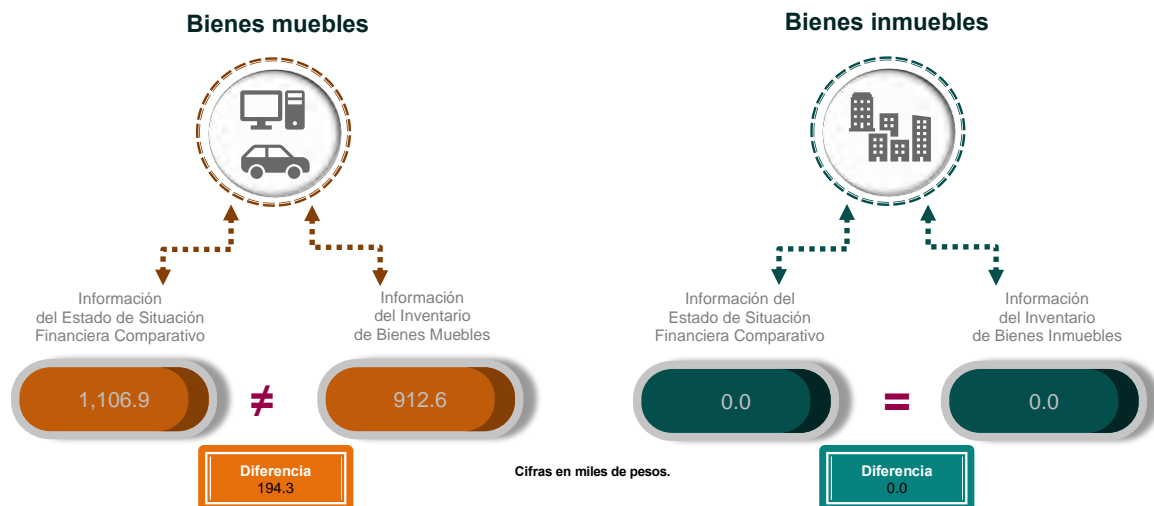 Bienes muebles
Información
del Estado de Situación
Financiera Comparativo
1,106.9
≠
Información
del Inventario
de Bienes Muebles
912.6
Diferencia
194.3
Cifras en miles de pesos.
Bienes inmuebles
Información del
Estado de Situación
Financiera Comparativo
0.0
=
Información
del Inventario
de Bienes Inmuebles
0.0
Diferencia
0.0